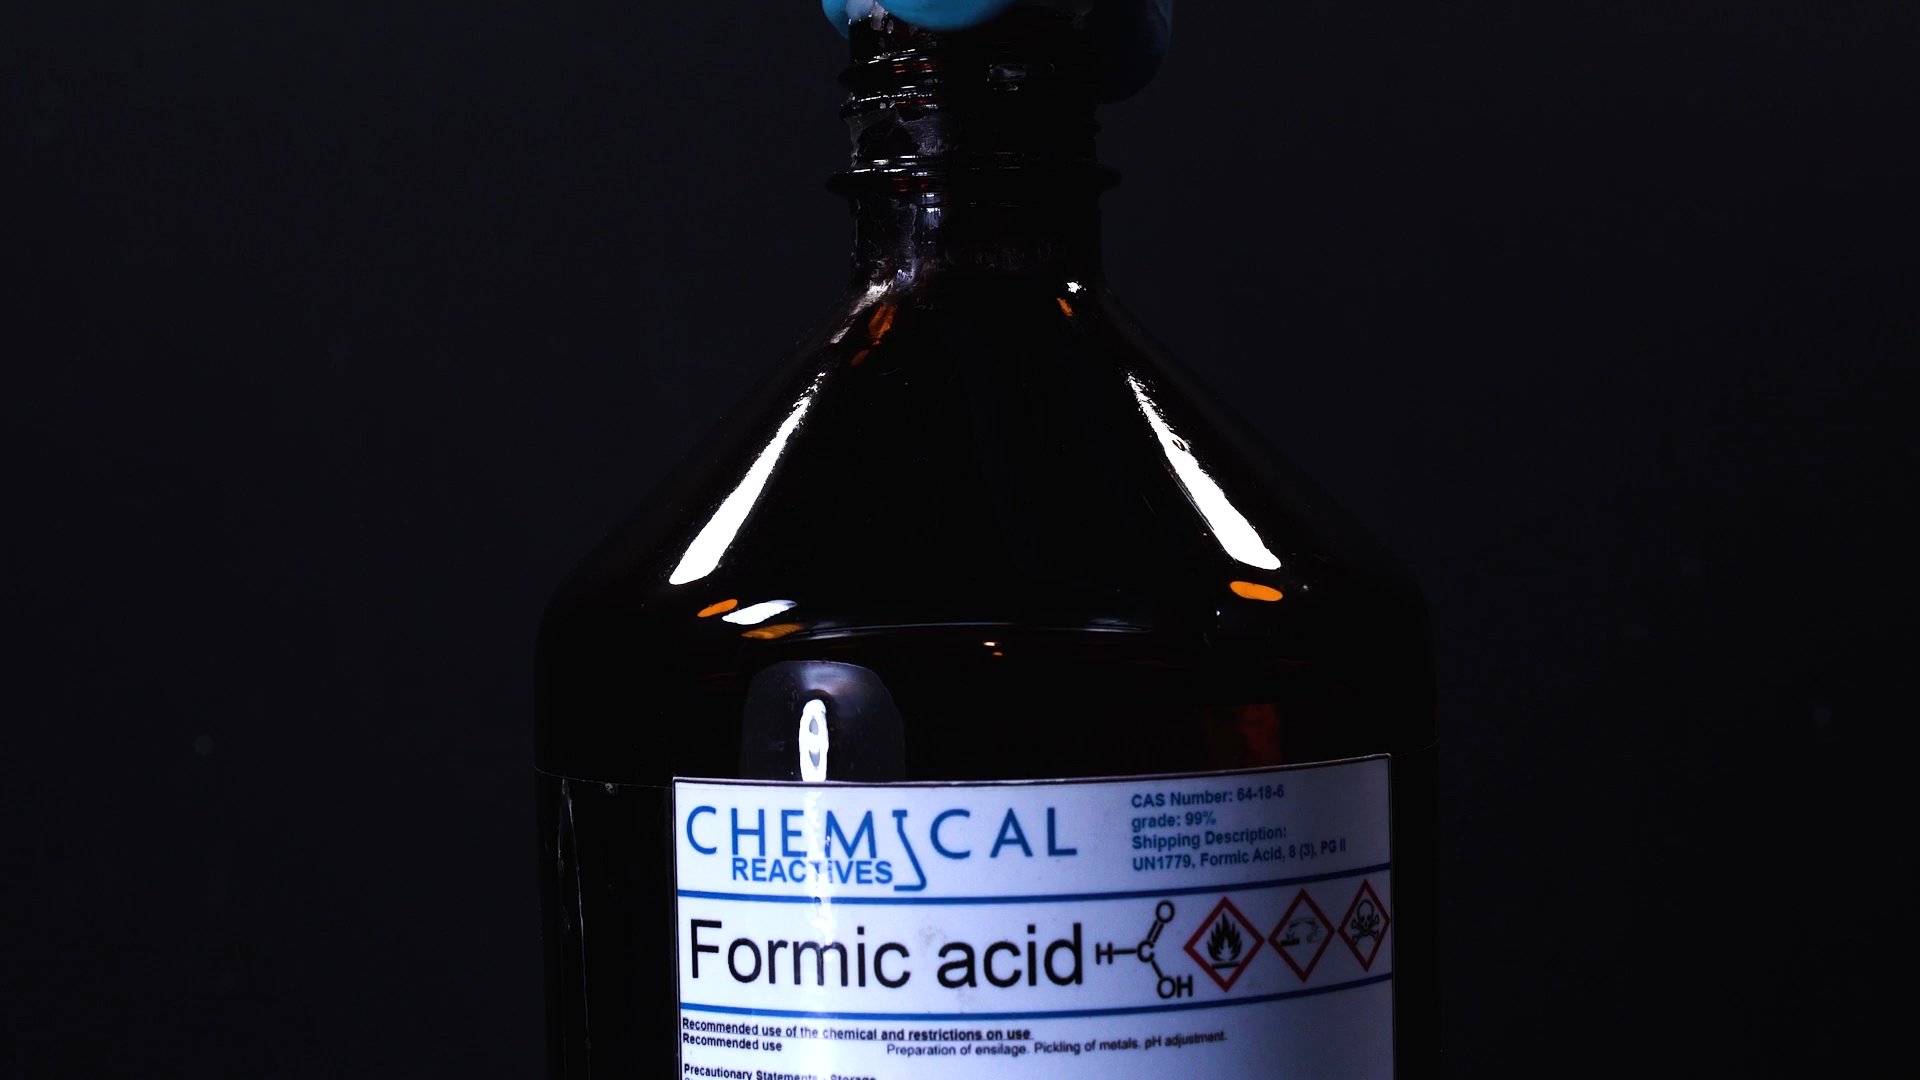 CHEMICAL
REACTIVES
CAS Number: 64-18-6
grade: 99%
Shipping Description:
UN1779, Formic Acid, 8 (3), PG II
Formic acid
O
H C
OH
Recommended use of the chemical and restrictions on use
Recommended use Preparation of ensilage. Pickling of metals. pH adjustment.
Precautionary Statements - Storage